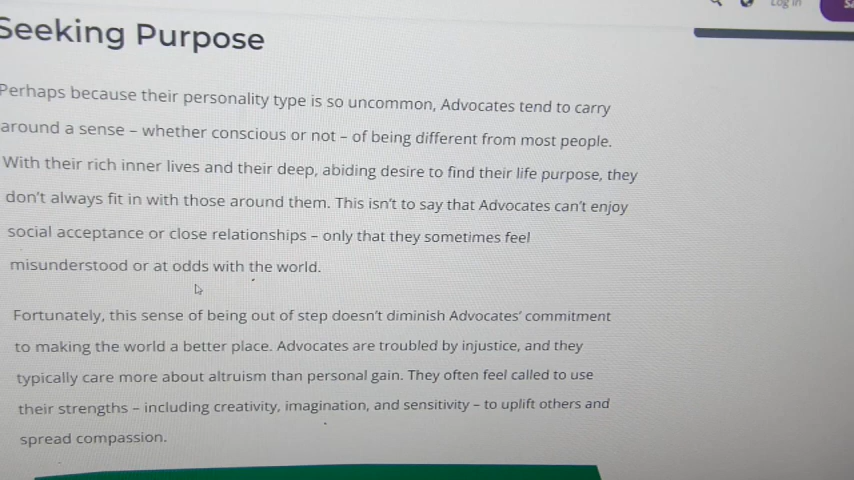 Log In
Seeking Purpose
Perhaps because their personality type is so uncommon, Advocates tend to carry
around a sense – whether conscious or not – of being different from most people.
With their rich inner lives and their deep, abiding desire to find their life purpose, they
don't always fit in with those around them. This isn't to say that Advocates can't enjoy
social acceptance or close relationships – only that they sometimes feel
misunderstood or at odds with the world.
Fortunately, this sense of being out of step doesn't diminish Advocates' commitment
to making the world a better place. Advocates are troubled by injustice, and they
typically care more about altruism than personal gain. They often feel called to use
their strengths – including creativity, imagination, and sensitivity – to uplift others and
spread compassion.